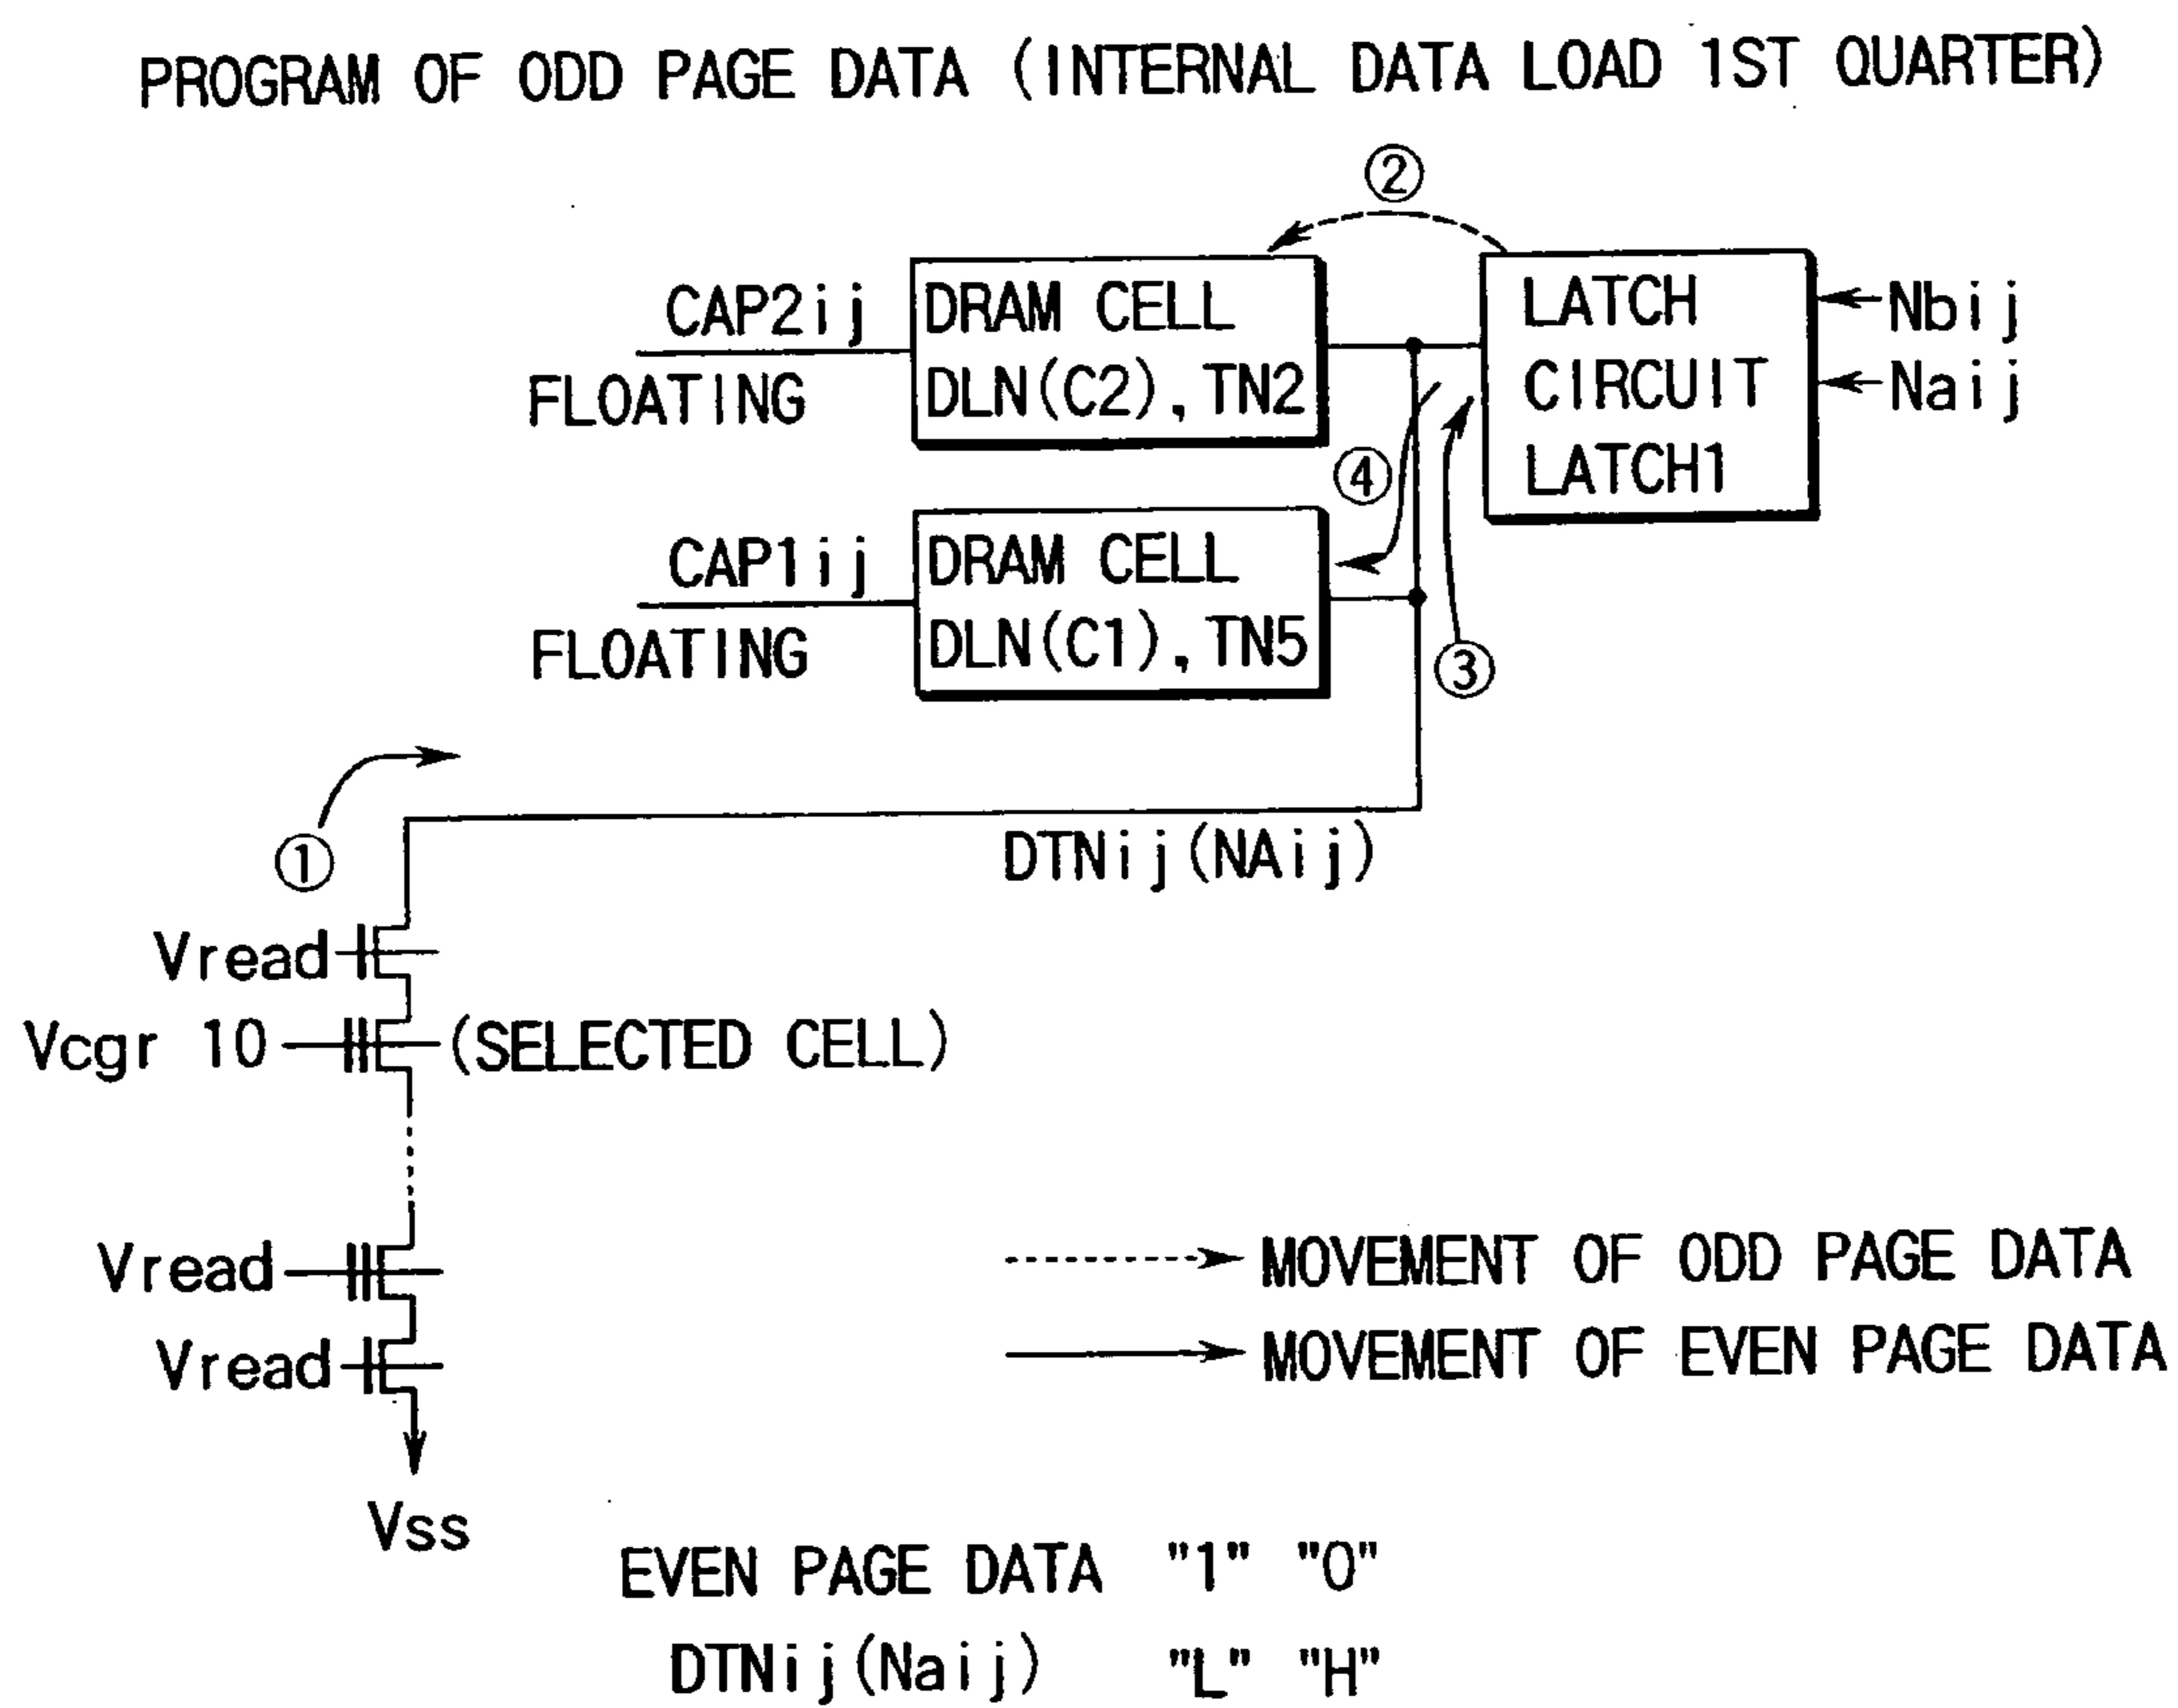 PROGRAM OF ODD PAGE DATA (INTERNAL DATA LOAD 1ST QUARTER)
②
CAP2ij
FLOATING
DRAM CELL
DLN(C2), TN2
LATCH
CIRCUIT
LATCH1
Nbij
Naij
④
CAP1ij
FLOATING
DRAM CELL
DLN(C1), TN5
③
①
DTNij(NAij)
Vread
Vcgr 10
(SELECTED CELL)
Vread
MOVEMENT OF ODD PAGE DATA
Vread
MOVEMENT OF EVEN PAGE DATA
Vss
EVEN PAGE DATA "1" "0"
DTNij(Naij) "L" "H"